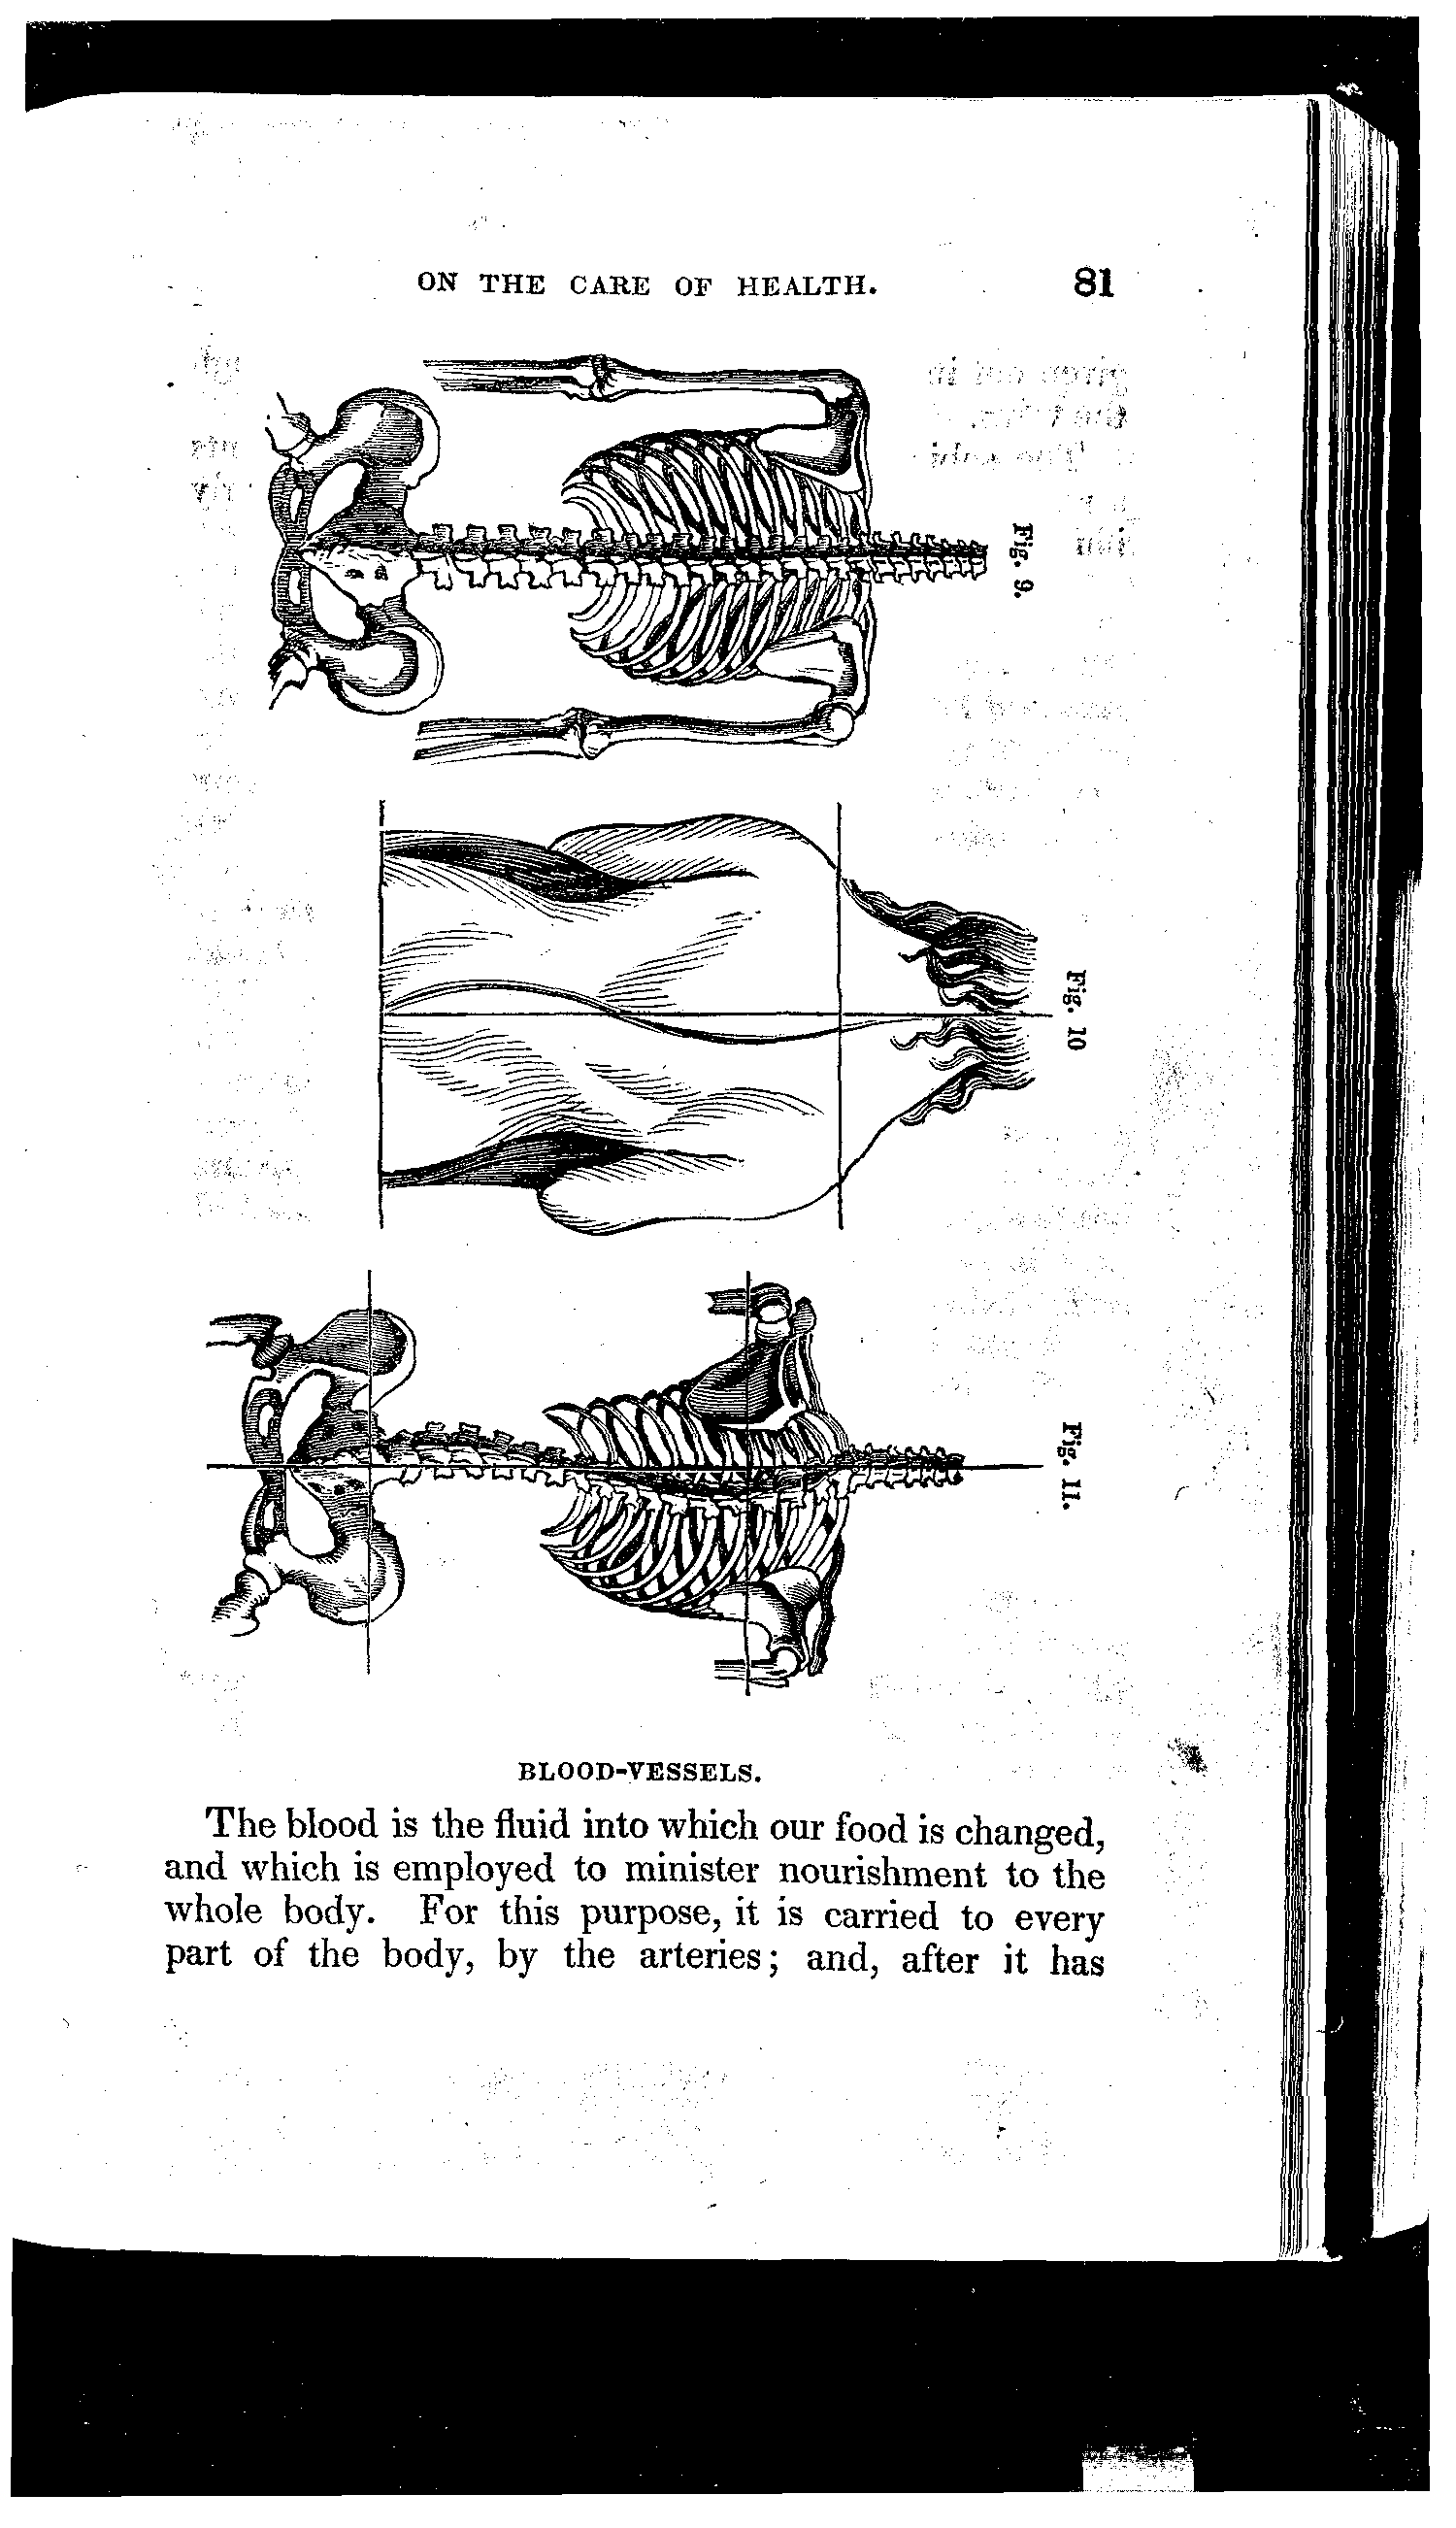 ON THE CARE OF HEALTH. 81
Fig. 9.
Fig. 10
Fig. 11.
BLOOD-VESSELS.
The blood is the fluid into which our food is changed,
and which is employed to minister nourishment to the
whole body. For this purpose, it is carried to every
part of the body, by the arteries; and, after it has